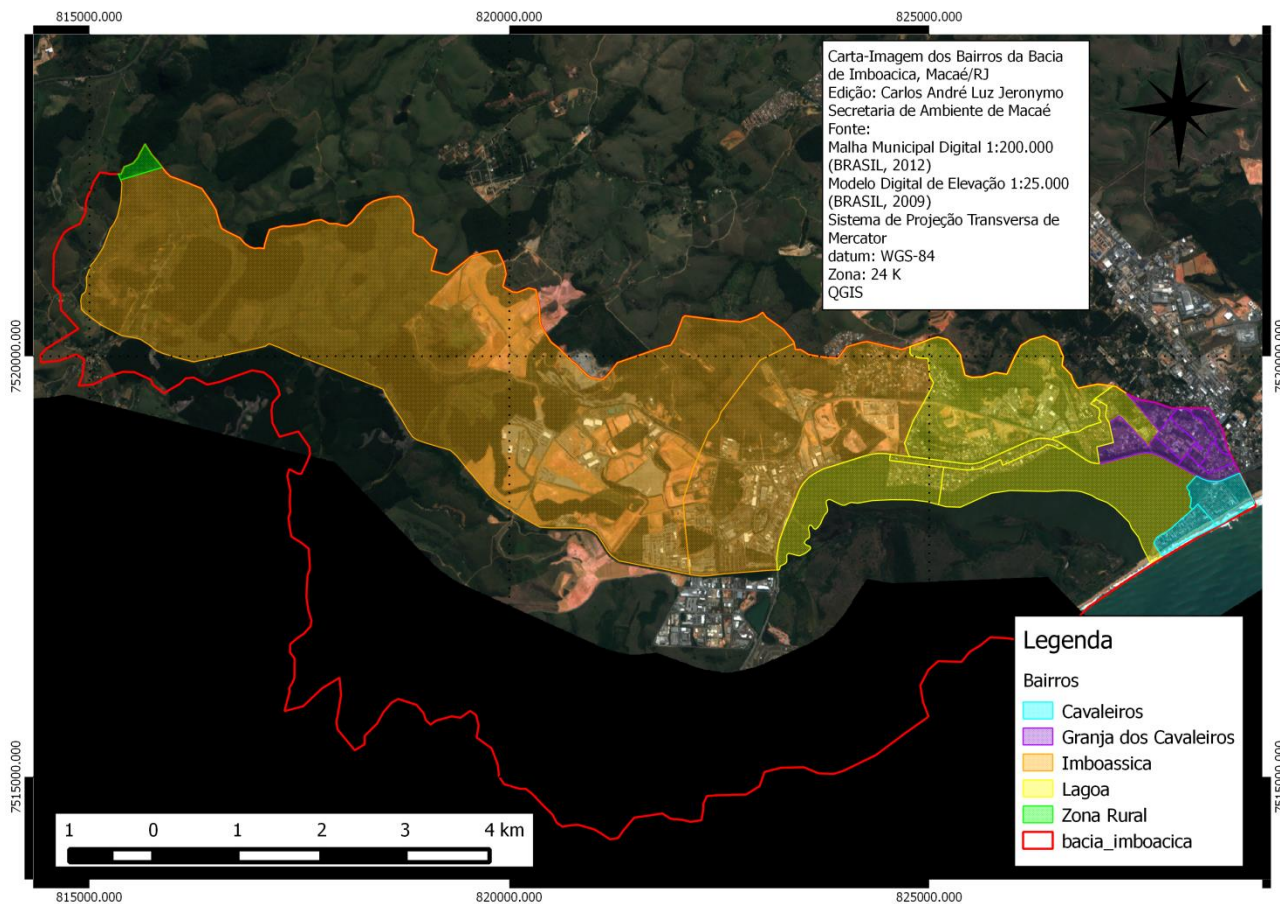 815000.000
820000.000
825000.000
Carta-Imagem dos Bairros da Bacia
de Imboacica, Macaé/RJ
Edição: Carlos André Luz Jeronymo
Secretaria de Ambiente de Macaé
Fonte:
Malha Municipal Digital 1:200.000
(BRASIL, 2012)
Modelo Digital de Elevação 1:25.000
(BRASIL, 2009)
Sistema de Projeção Transversa de
Mercator
datum: WGS-84
Zona: 24 K
QGIS
7520000.000
7520000.000
Legenda
Bairros
Cavaleiros
Granja dos Cavaleiros
Imboassica
Lagoa
Zona Rural
bacia_imboacica
7515000.000
7515000.000
1 0 1 2 3 4 km
815000.000
820000.000
825000.000